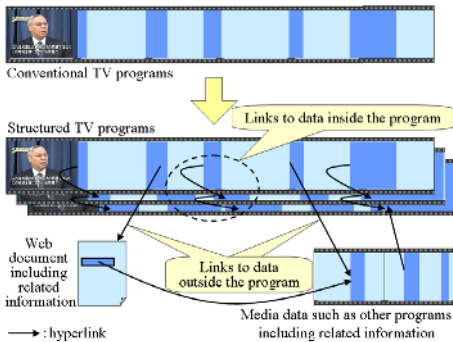 Conventional TV programs
Structured TV programs
Links to data inside the program
Web
document
including
related
information
Links to data
outside the program
Media data such as other programs
including related information
: hyperlink